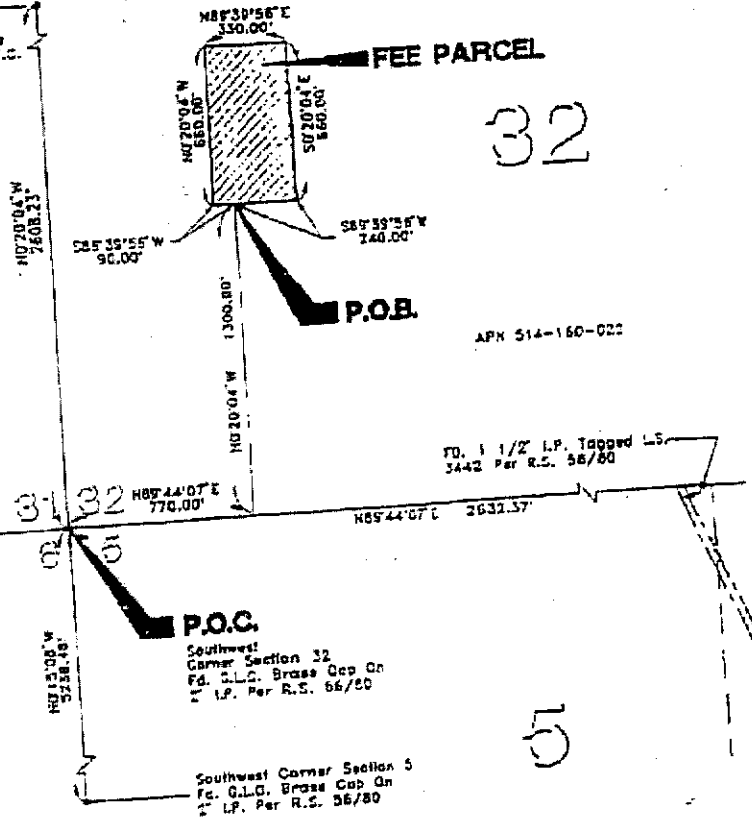 N89°39'56"E
330.00'
FEE PARCEL
N0°20'04"W
660.00'
S0°20'04"E
660.00'
32
S89°39'56"W
90.00'
S89°39'56"W
240.00'
N0°20'04"W
2608.23'
1300.00'
N0°20'04"W
P.O.B.
APN 514-160-022
FD. 1 1/2" I.P. Tagged L.S.
3442 Per R.S. 56/80
31
32
N89°44'07"E
770.00'
N89°44'07"E 2632.37'
6
5
P.O.C.
Southwest
Corner Section 32
Fd. G.L.O. Brass Cap On
2" I.P. Per R.S. 56/80
5
Southwest Corner Section 5
Fd. G.L.O. Brass Cap On
2" I.P. Per R.S. 56/80